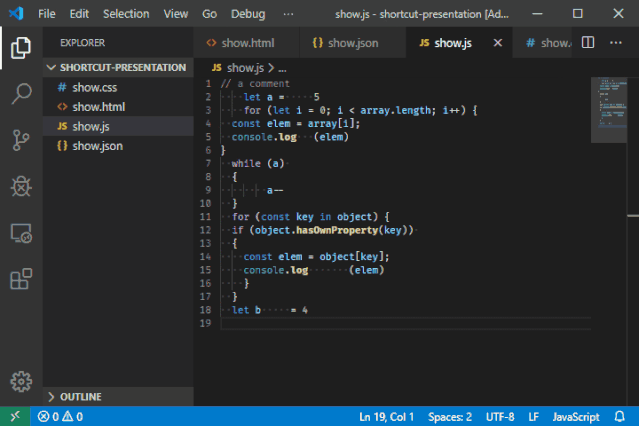 File Edit Selection View Go Debug ··· show.js - shortcut-presentation [Ad...
EXPLORER
SHORTCUT-PRESENTATION
# show.css
<> show.html
JS show.js
{} show.json
OUTLINE
<> show.html {} show.json JS show.js # show.
JS show.js > ...
1 // a comment
2 let a = 5
3 for (let i = 0; i < array.length; i++) {
4 const elem = array[i];
5 console.log (elem)
6 }
7 while (a)
8 {
9 a--
10 }
11 for (const key in object) {
12 if (object.hasOwnProperty(key))
13 {
14 const elem = object[key];
15 console.log (elem)
16 }
17 }
18 let b = 4
19
0 0 Ln 19, Col 1 Spaces: 2 UTF-8 LF JavaScript